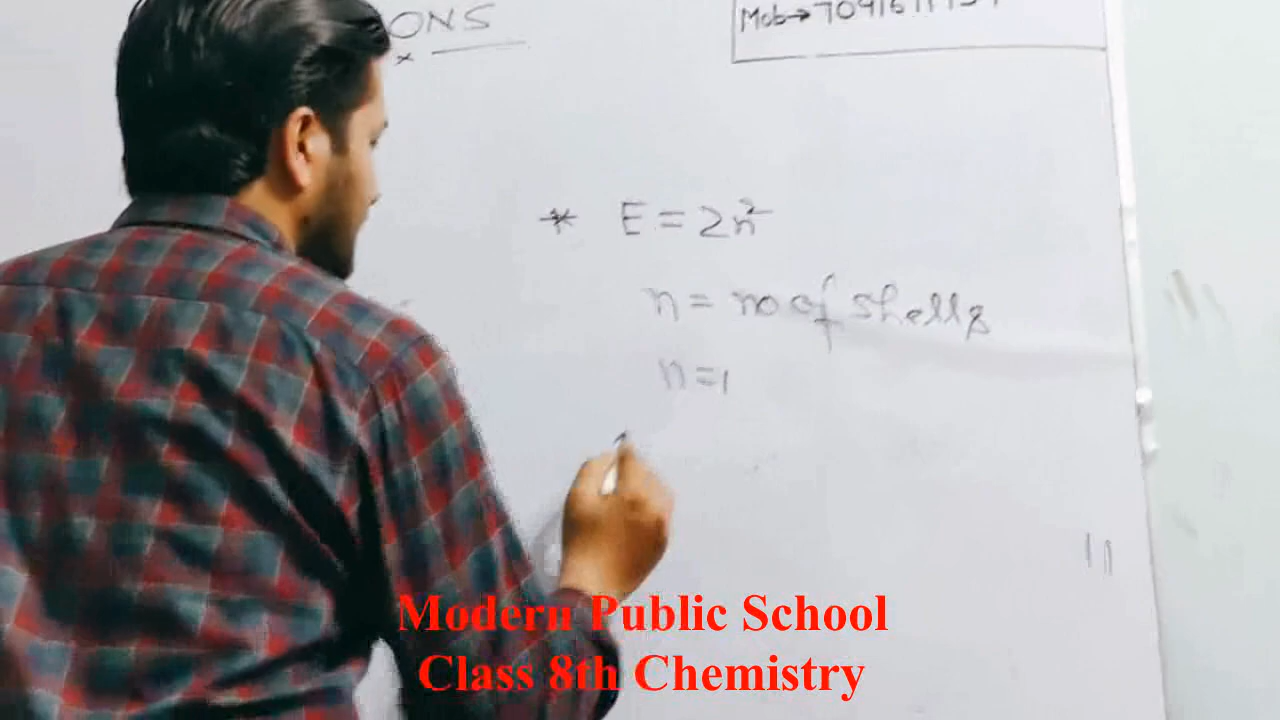 ONS
Mob→
* E = 2n²
n = no of shells
n = 1
Modern Public School
Class 8th Chemistry